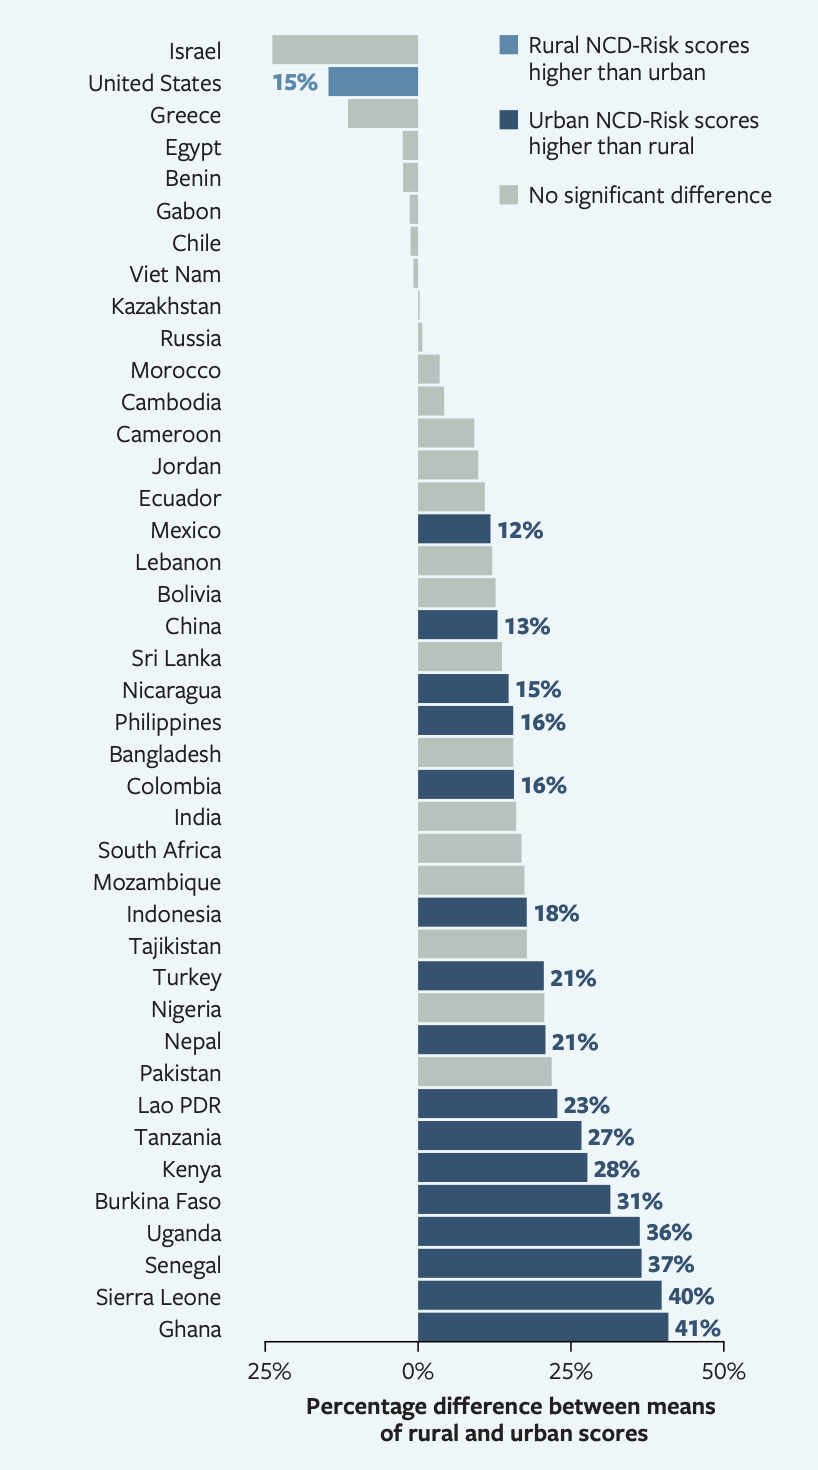 Rural NCD-Risk scores
higher than urban
Urban NCD-Risk scores
higher than rural
No significant difference
Israel
United States 15%
Greece
Egypt
Benin
Gabon
Chile
Viet Nam
Kazakhstan
Russia
Morocco
Cambodia
Cameroon
Jordan
Ecuador
Mexico 12%
Lebanon
Bolivia
China 13%
Sri Lanka
Nicaragua 15%
Philippines 16%
Bangladesh
Colombia 16%
India
South Africa
Mozambique
Indonesia 18%
Tajikistan
Turkey 21%
Nigeria
Nepal 21%
Pakistan
Lao PDR 23%
Tanzania 27%
Kenya 28%
Burkina Faso 31%
Uganda 36%
Senegal 37%
Sierra Leone 40%
Ghana 41%
25% 0% 25% 50%
Percentage difference between means
of rural and urban scores